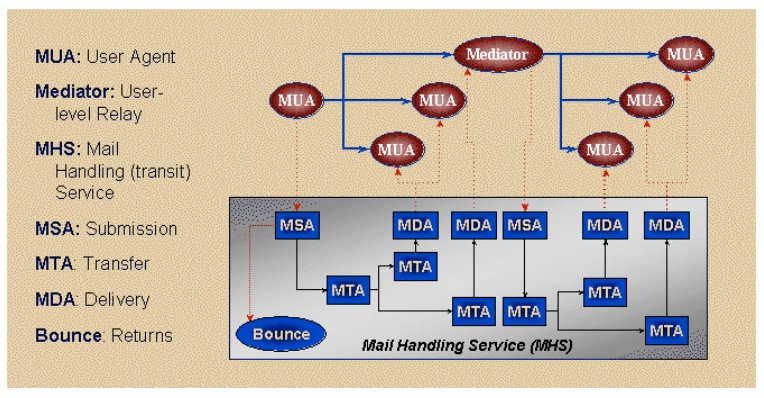 MUA: User Agent
Mediator: User-
level Relay
MHS: Mail
Handling (transit)
Service
MSA: Submission
MTA: Transfer
MDA: Delivery
Bounce: Returns
Mediator
MUA
MUA
MUA
MUA
MUA
MUA
MSA
MDA
MDA
MSA
MDA
MDA
MTA
MTA
MTA
MTA
MTA
MTA
Bounce
Mail Handling Service (MHS)